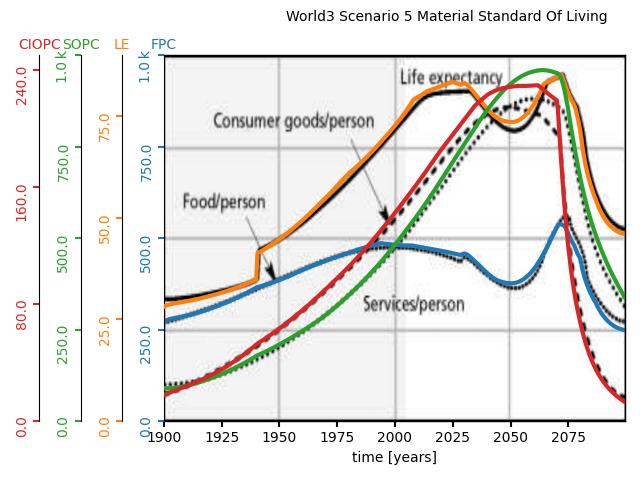 World3 Scenario 5 Material Standard Of Living
CIOPC SOPC LE FPC
240.0 160.0 80.0 0.0
1.0 k 750.0 500.0 250.0 0.0
75.0 50.0 25.0 0.0
1.0 k 750.0 500.0 250.0 0.0
Life expectancy
Consumer goods/person
Food/person
Services/person
1900 1925 1950 1975 2000 2025 2050 2075
time [years]